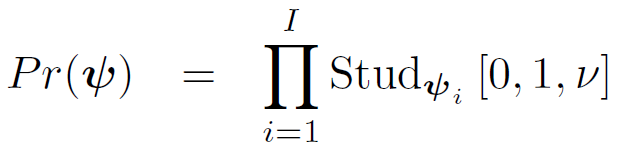 Pr(𝝍) = ∏_{i=1}^{I} Stud_{𝝍_i} [0, 1, ν]